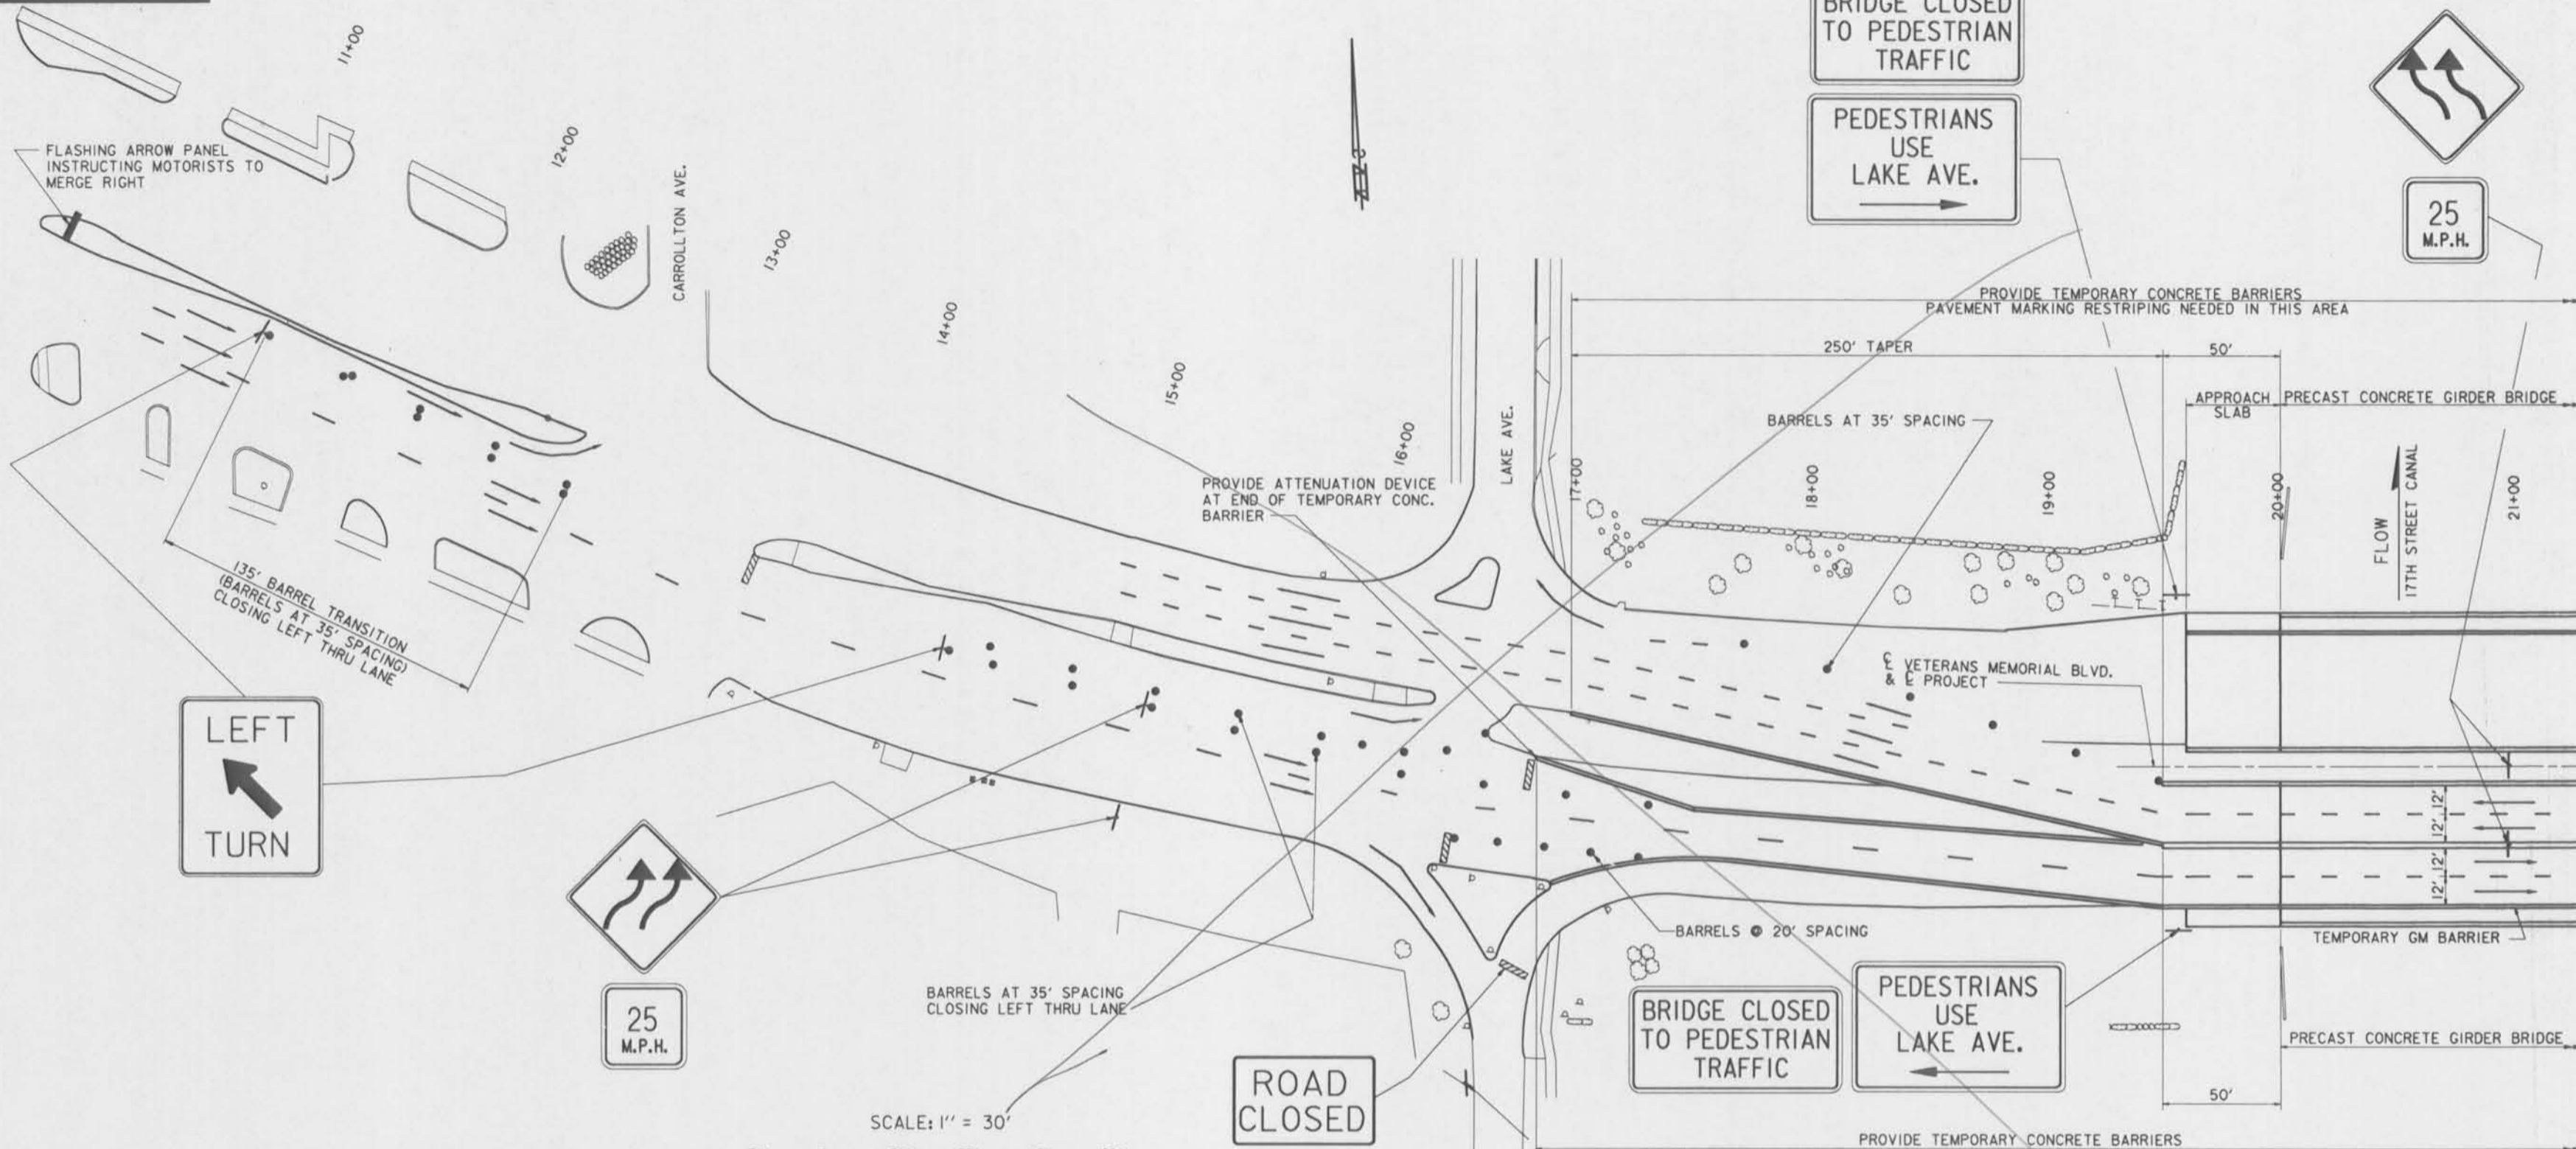 BRIDGE CLOSED
TO PEDESTRIAN
TRAFFIC
PEDESTRIANS
USE
LAKE AVE.
25
M.P.H.
11+00
12+00
13+00
14+00
15+00
16+00
17+00
18+00
19+00
20+00
21+00
FLASHING ARROW PANEL
INSTRUCTING MOTORISTS TO
MERGE RIGHT
CARROLLTON AVE.
LAKE AVE.
PROVIDE TEMPORARY CONCRETE BARRIERS
PAVEMENT MARKING RESTRIPING NEEDED IN THIS AREA
250' TAPER
50'
APPROACH
SLAB
PRECAST CONCRETE GIRDER BRIDGE
BARRELS AT 35' SPACING
FLOW
17TH STREET CANAL
PROVIDE ATTENUATION DEVICE
AT END OF TEMPORARY CONC.
BARRIER
135' BARREL TRANSITION
(BARRELS AT 35' SPACING)
CLOSING LEFT THRU LANE
℄ VETERANS MEMORIAL BLVD.
& ℄ PROJECT
LEFT
TURN
12'
12'
12'
12'
25
M.P.H.
BARRELS AT 35' SPACING
CLOSING LEFT THRU LANE
BARRELS @ 20' SPACING
TEMPORARY GM BARRIER
BRIDGE CLOSED
TO PEDESTRIAN
TRAFFIC
PEDESTRIANS
USE
LAKE AVE.
PRECAST CONCRETE GIRDER BRIDGE
50'
ROAD
CLOSED
SCALE: 1'' = 30'
PROVIDE TEMPORARY CONCRETE BARRIERS